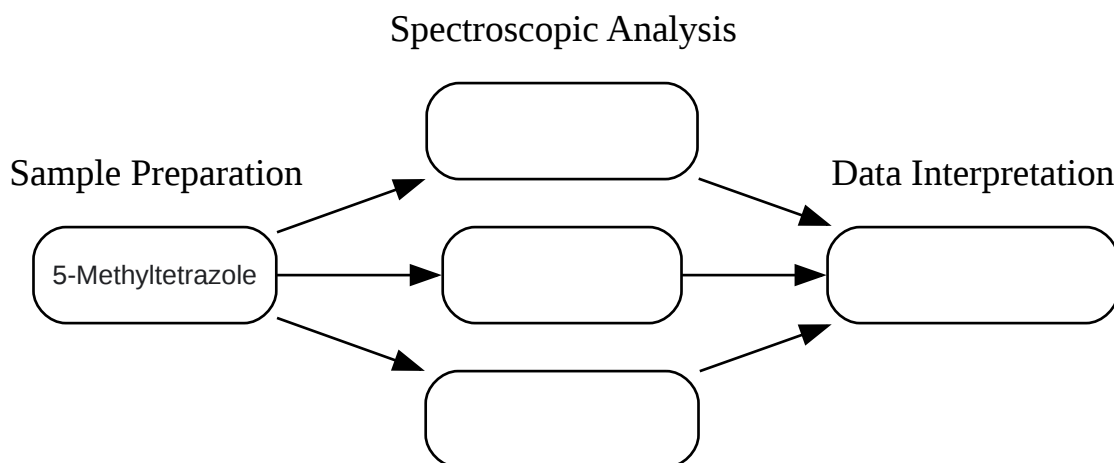 Spectroscopic Analysis
Sample Preparation
Data Interpretation
5-Methyltetrazole